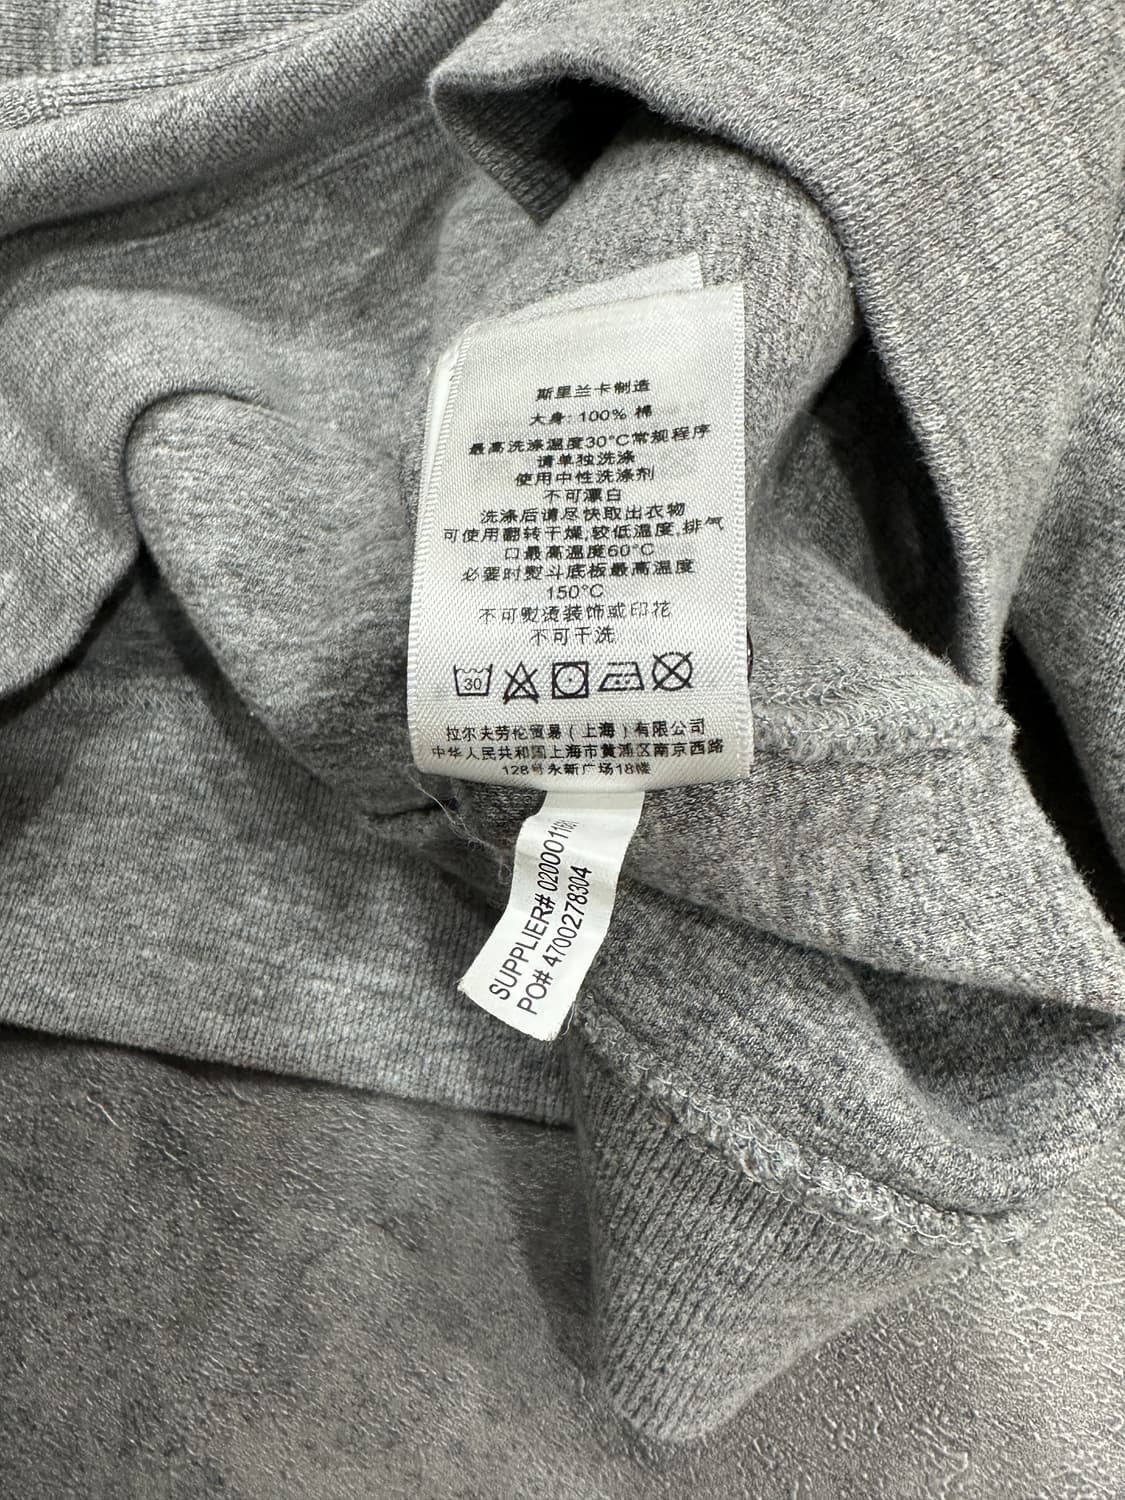 斯里兰卡制造
大身: 100% 棉
最高洗涤温度30°C常规程序
请单独洗涤
使用中性洗涤剂
不可漂白
洗涤后请尽快取出衣物
可使用翻转干燥,较低温度,排气
口最高温度60°C
必要时熨斗底板最高温度
150°C
不可熨烫装饰或印花
不可干洗
30
拉尔夫劳伦贸易(上海)有限公司
中华人民共和国上海市黄浦区南京西路
128号永新广场18楼
SUPPLIER#
PO# 4700278304